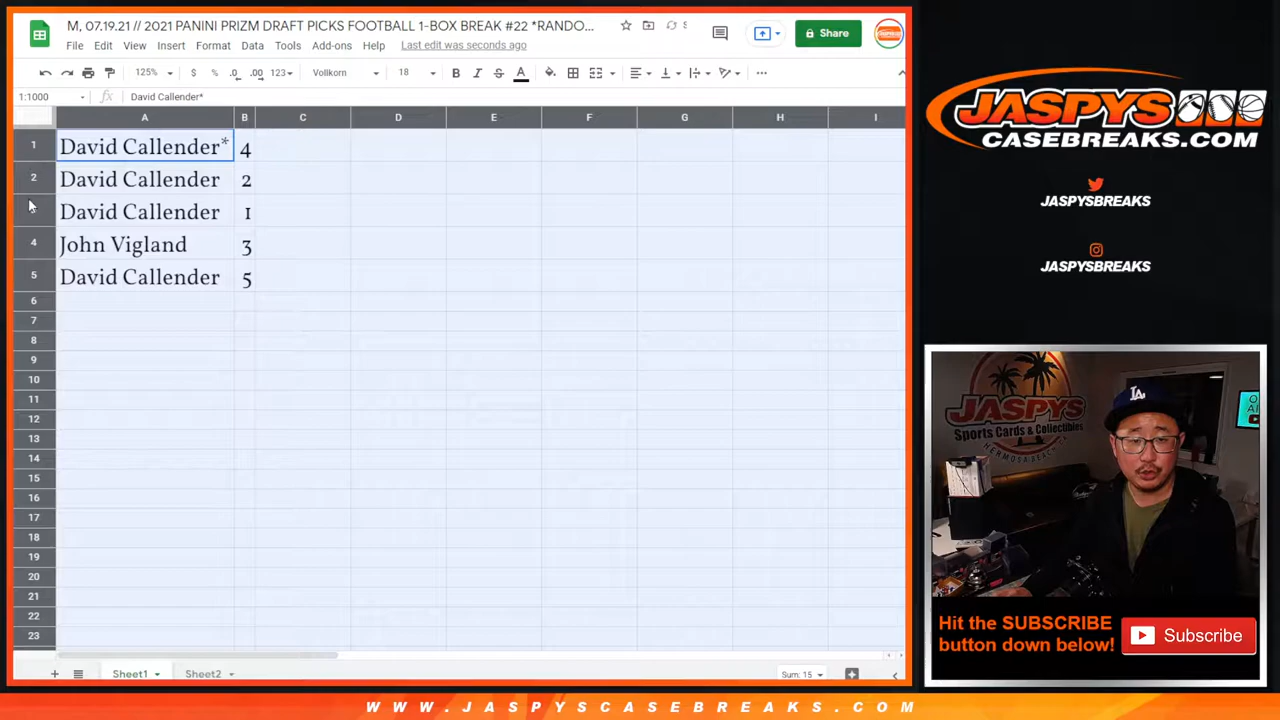 M, 07.19.21 // 2021 PANINI PRIZM DRAFT PICKS FOOTBALL 1-BOX BREAK #22 *RANDO...
File Edit View Insert Format Data Tools Add-ons Help Last edit was seconds ago
Share
125% $ % .0 .00 123 Vollkorn 18 B I S A
1:1000 fx David Callender*
A B C D E F G H I
1 David Callender* 4
2 David Callender 2
David Callender 1
4 John Vigland 3
5 David Callender 5
6
7
8
9
10
11
12
13
14
15
16
17
18
19
20
21
22
23
+ Sheet1 Sheet2 Sum: 15
JASPYS
CASEBREAKS.COM
JASPYSBREAKS
JASPYSBREAKS
JASPYS
Sports Cards & Collectibles
HERMOSA BEACH
LA
Hit the SUBSCRIBE
button down below!
Subscribe
WWW.JASPYSCASEBREAKS.COM